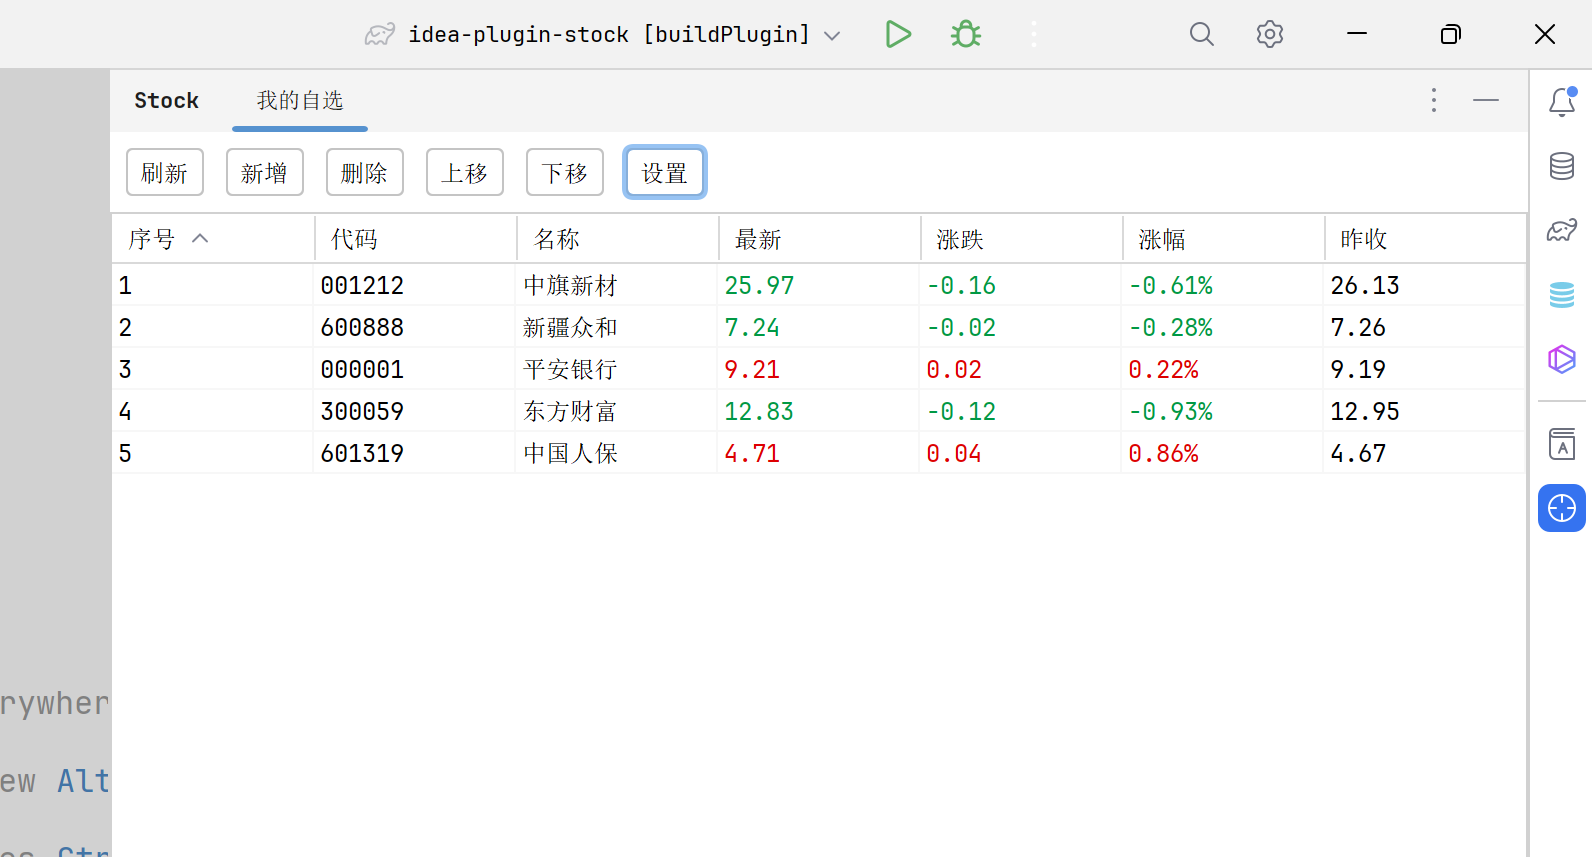 idea-plugin-stock [buildPlugin]
Stock 我的自选
刷新 新增 删除 上移 下移 设置
序号 代码 名称 最新 涨跌 涨幅 昨收
1 001212 中旗新材 25.97 -0.16 -0.61% 26.13
2 600888 新疆众和 7.24 -0.02 -0.28% 7.26
3 000001 平安银行 9.21 0.02 0.22% 9.19
4 300059 东方财富 12.83 -0.12 -0.93% 12.95
5 601319 中国人保 4.71 0.04 0.86% 4.67
A
rywher
ew Alt